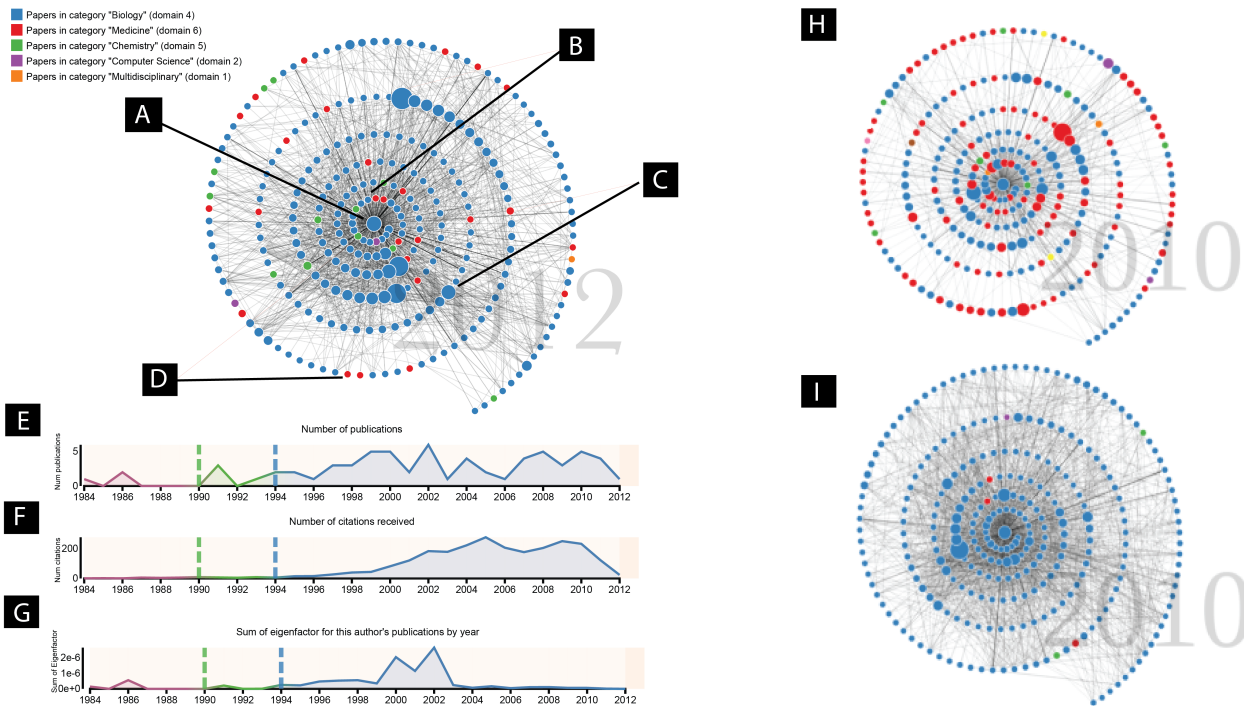 Papers in category "Biology" (domain 4)
Papers in category "Medicine" (domain 6)
Papers in category "Chemistry" (domain 5)
Papers in category "Computer Science" (domain 2)
Papers in category "Multidisciplinary" (domain 1)
A
B
C
D
2012
H
2010
I
2010
E
Number of publications
Num publications
5
0
1984 1986 1988 1990 1992 1994 1996 1998 2000 2002 2004 2006 2008 2010 2012
F
Number of citations received
Num citations
200
0
1984 1986 1988 1990 1992 1994 1996 1998 2000 2002 2004 2006 2008 2010 2012
G
Sum of eigenfactor for this author's publications by year
Sum of Eigenfactor
2e-6
1e-6
0e+0
1984 1986 1988 1990 1992 1994 1996 1998 2000 2002 2004 2006 2008 2010 2012